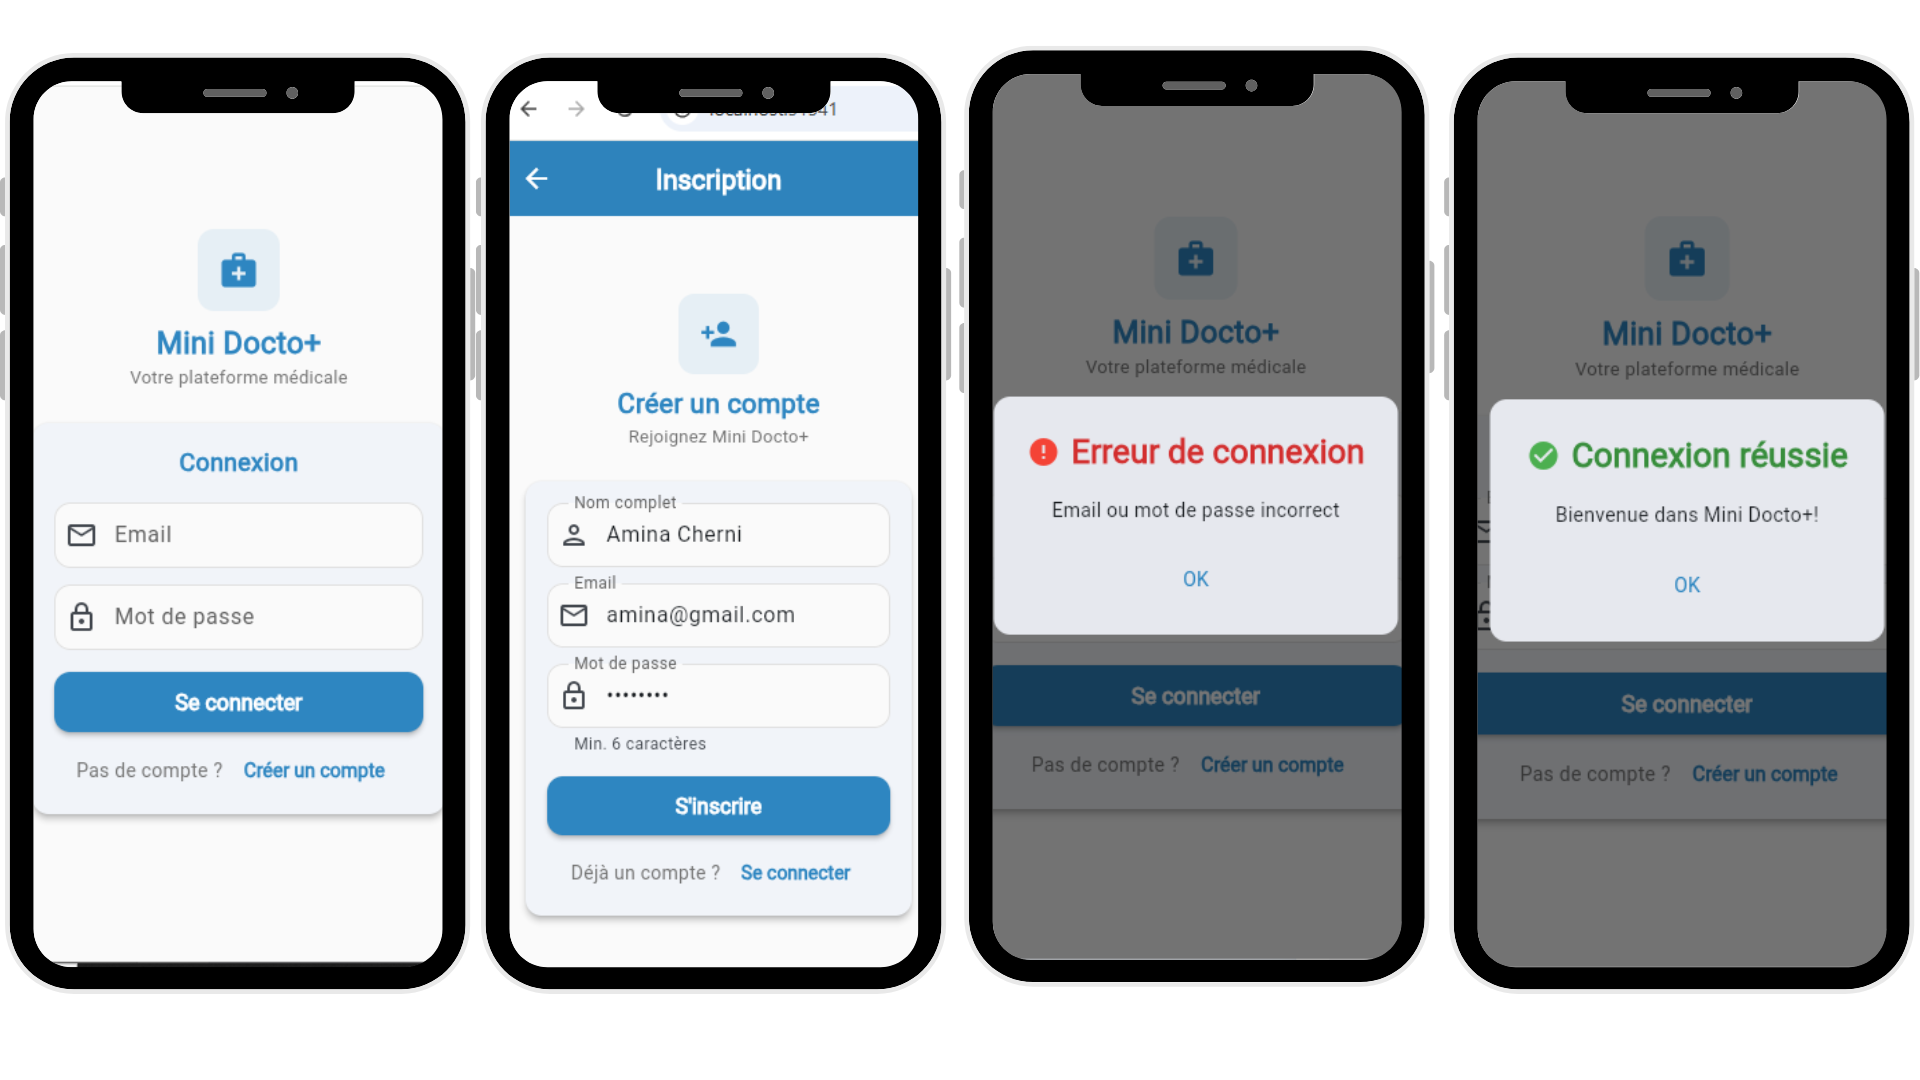 Mini Docto+
Votre plateforme médicale
Connexion
Email
Mot de passe
Se connecter
Pas de compte ? Créer un compte
Inscription
Créer un compte
Rejoignez Mini Docto+
Nom complet
Amina Cherni
Email
amina@gmail.com
Mot de passe
••••••••
Min. 6 caractères
S'inscrire
Déjà un compte ? Se connecter
Mini Docto+
Votre plateforme médicale
Erreur de connexion
Email ou mot de passe incorrect
OK
Se connecter
Pas de compte ? Créer un compte
Mini Docto+
Votre plateforme médicale
Connexion réussie
Bienvenue dans Mini Docto+!
OK
Se connecter
Pas de compte ? Créer un compte